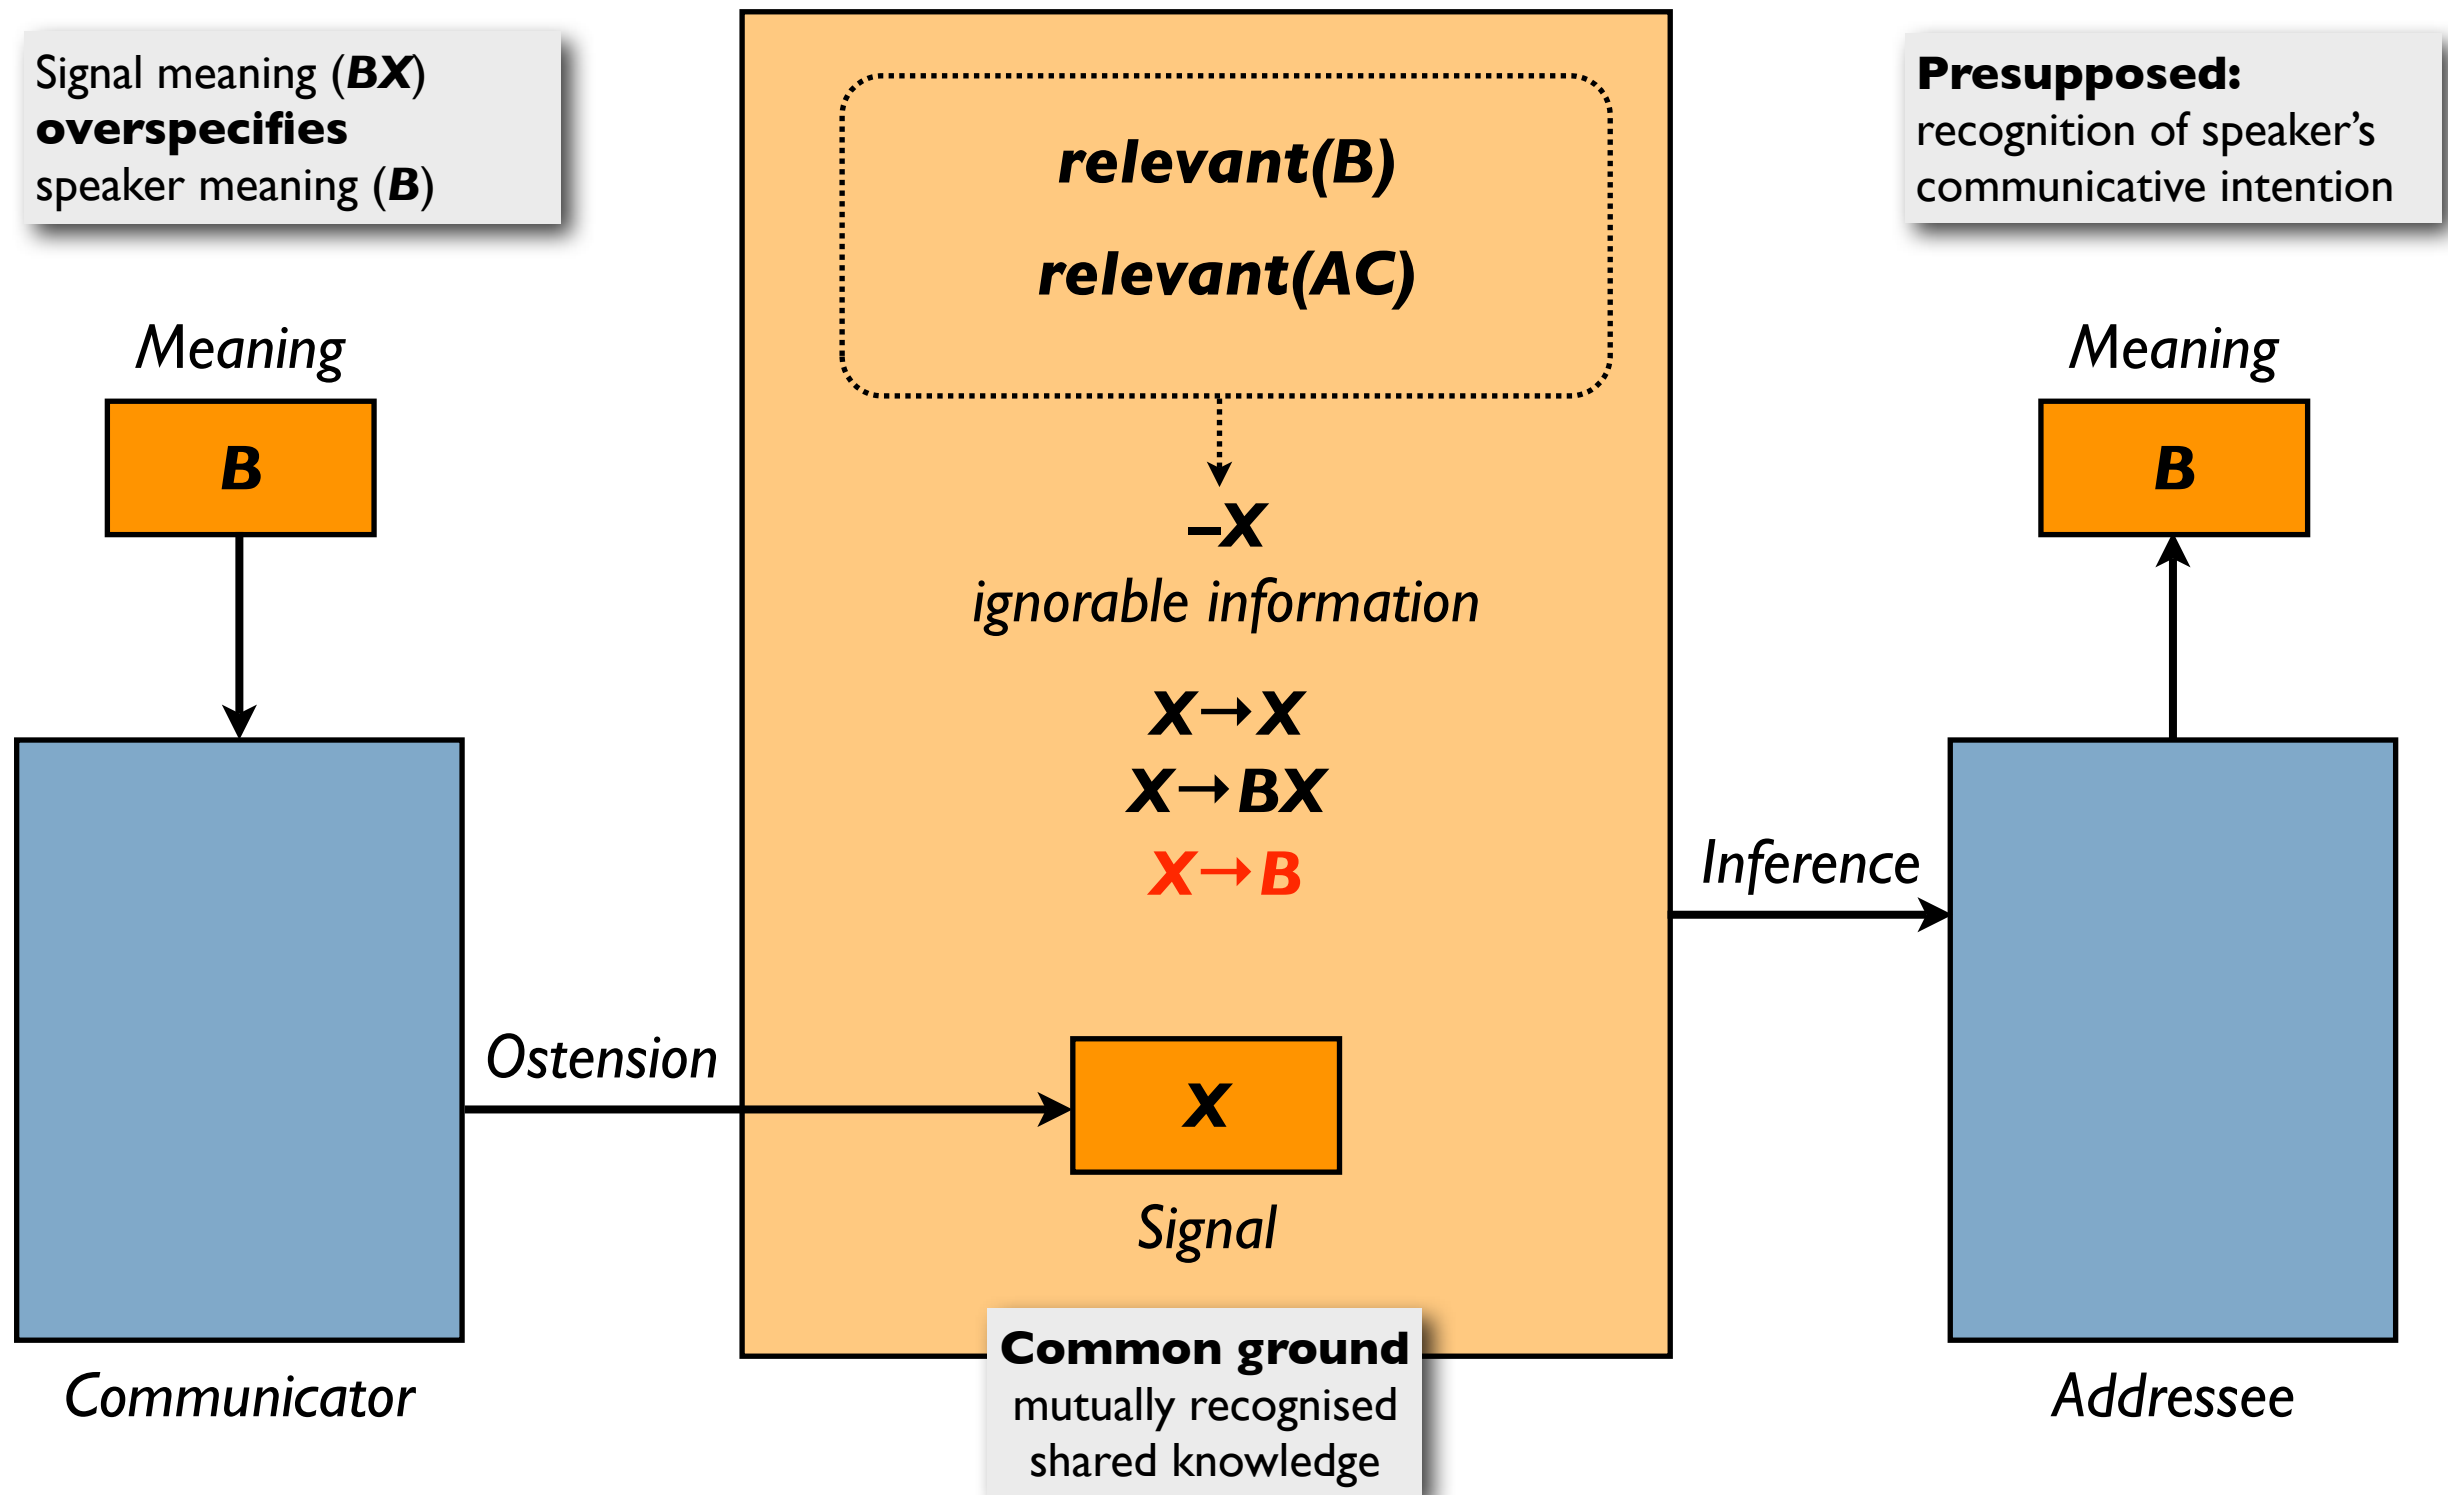 Signal meaning (BX)
overspecifies
speaker meaning (B)
Meaning
B
Communicator
Ostension
relevant(B)
relevant(AC)
–X
ignorable information
X→X
X→BX
X→B
X
Signal
Common ground
mutually recognised
shared knowledge
Inference
Presupposed:
recognition of speaker’s
communicative intention
Meaning
B
Addressee